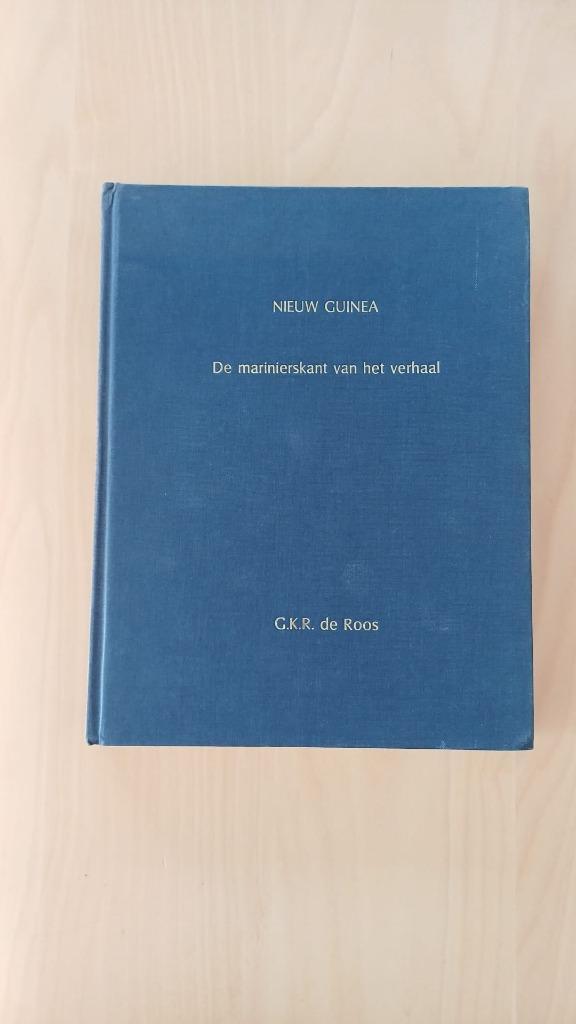 NIEUW GUINEA
De marinierskant van het verhaal
G.K.R. de Roos